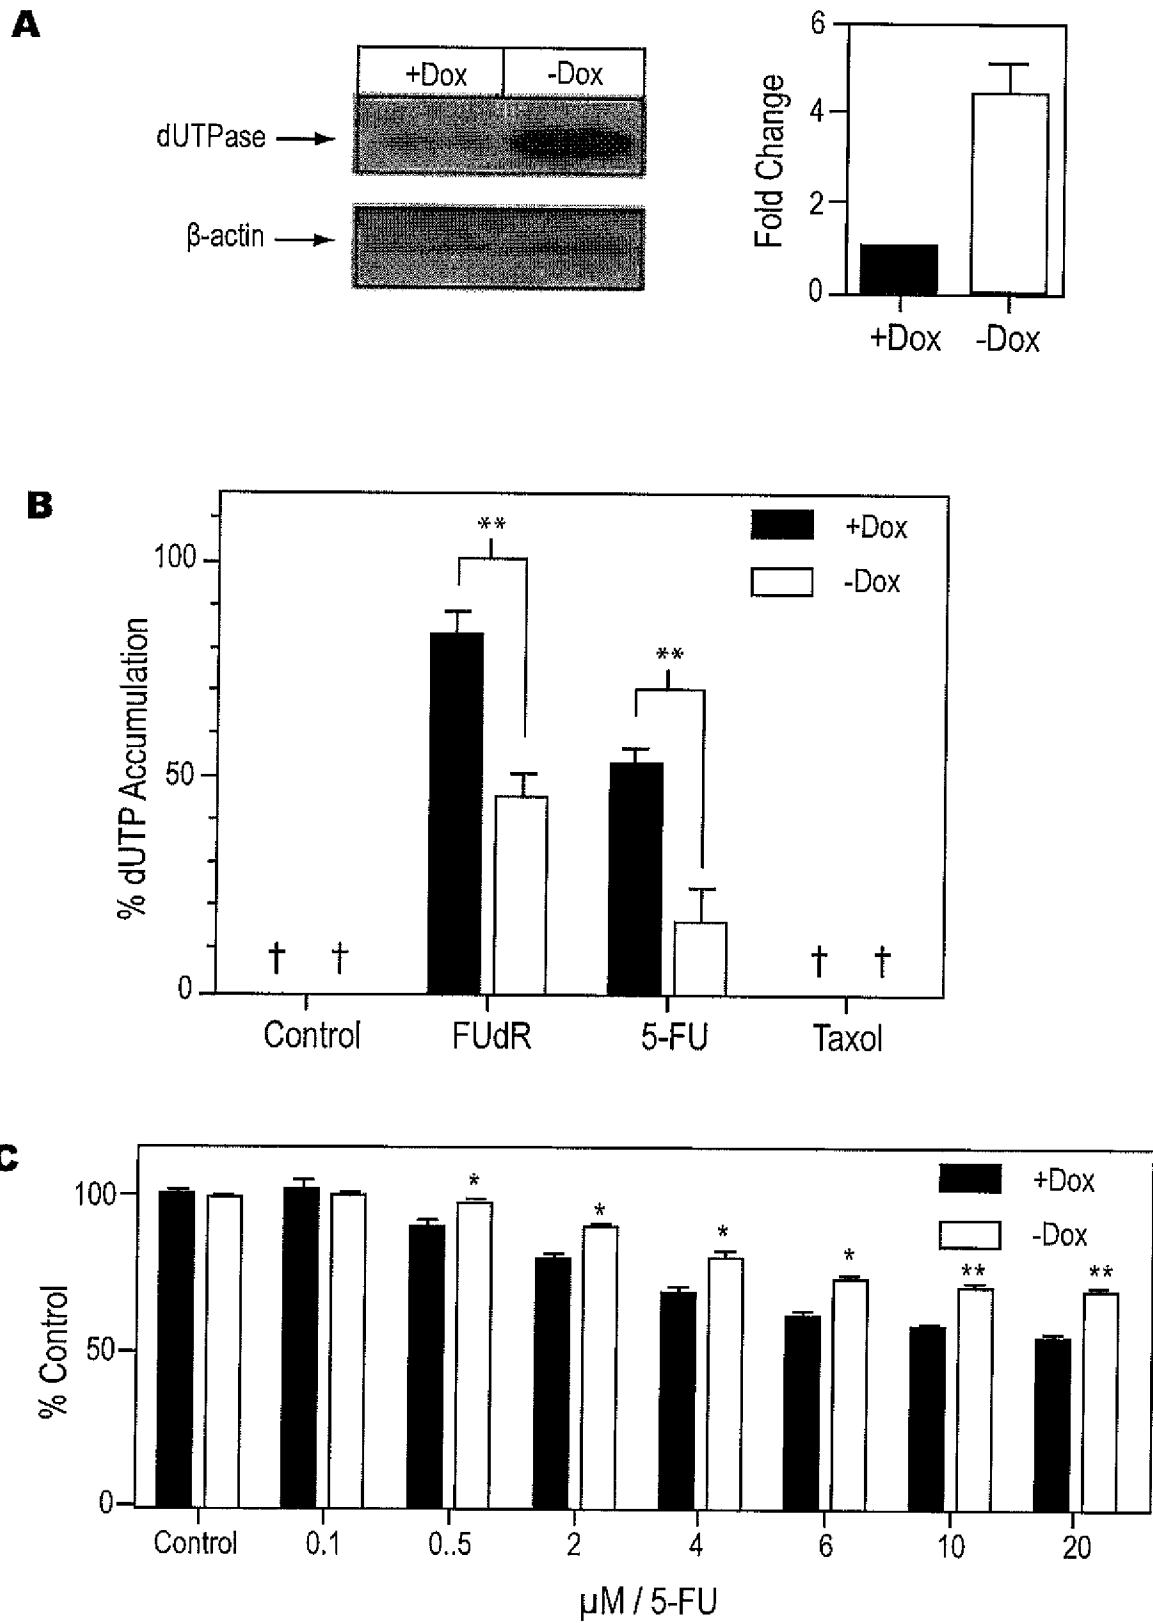 A
+Dox -Dox
dUTPase
β-actin
Fold Change
6
4
2
0
+Dox -Dox
B
% dUTP Accumulation
100
50
0
**
**
+Dox
-Dox
† † † †
Control FUdR 5-FU Taxol
C
% Control
100
50
0
* * * * ** **
+Dox
-Dox
Control 0.1 0..5 2 4 6 10 20
µM / 5-FU